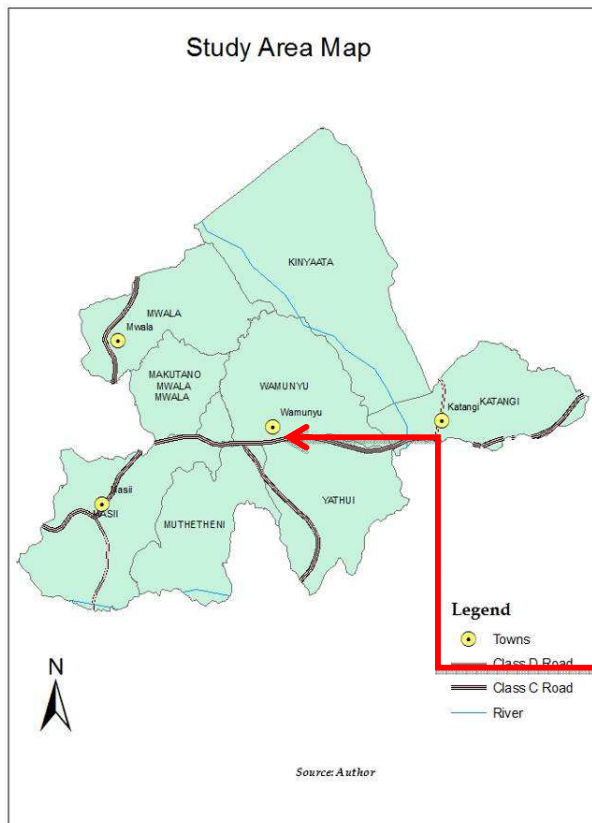 Study Area Map
KINYAATA
MWALA
Mwala
MAKUTANO
MWALA
MWALA
WAMUNYU
Wamunyu
Katangi
KATANGI
Masii
MASII
MUTHETHENI
YATHUI
Legend
Towns
Class D Road
Class C Road
River
N
Source: Author